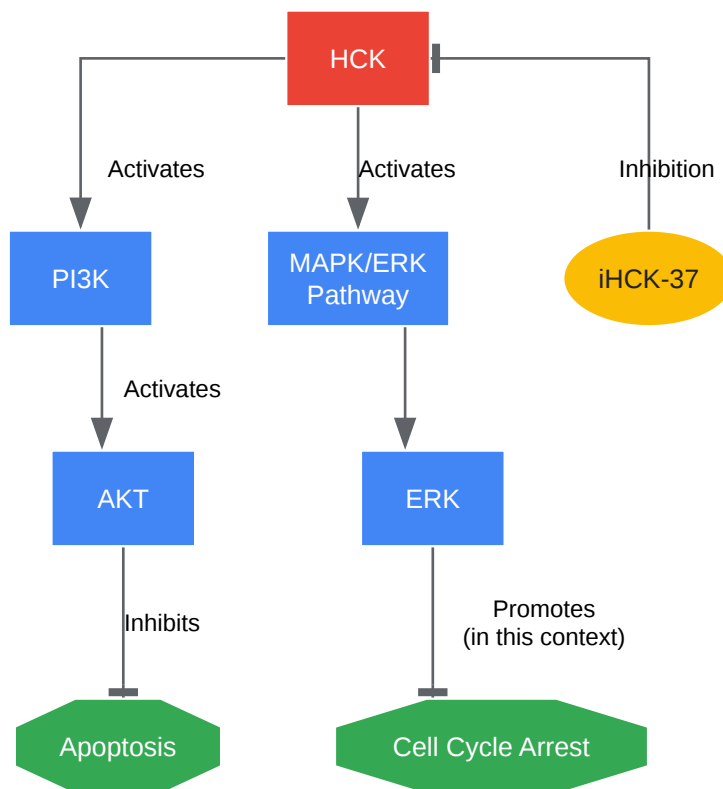 HCK
Activates
Activates
Inhibition
PI3K
MAPK/ERK
Pathway
iHCK-37
Activates
AKT
ERK
Inhibits
Promotes
(in this context)
Apoptosis
Cell Cycle Arrest